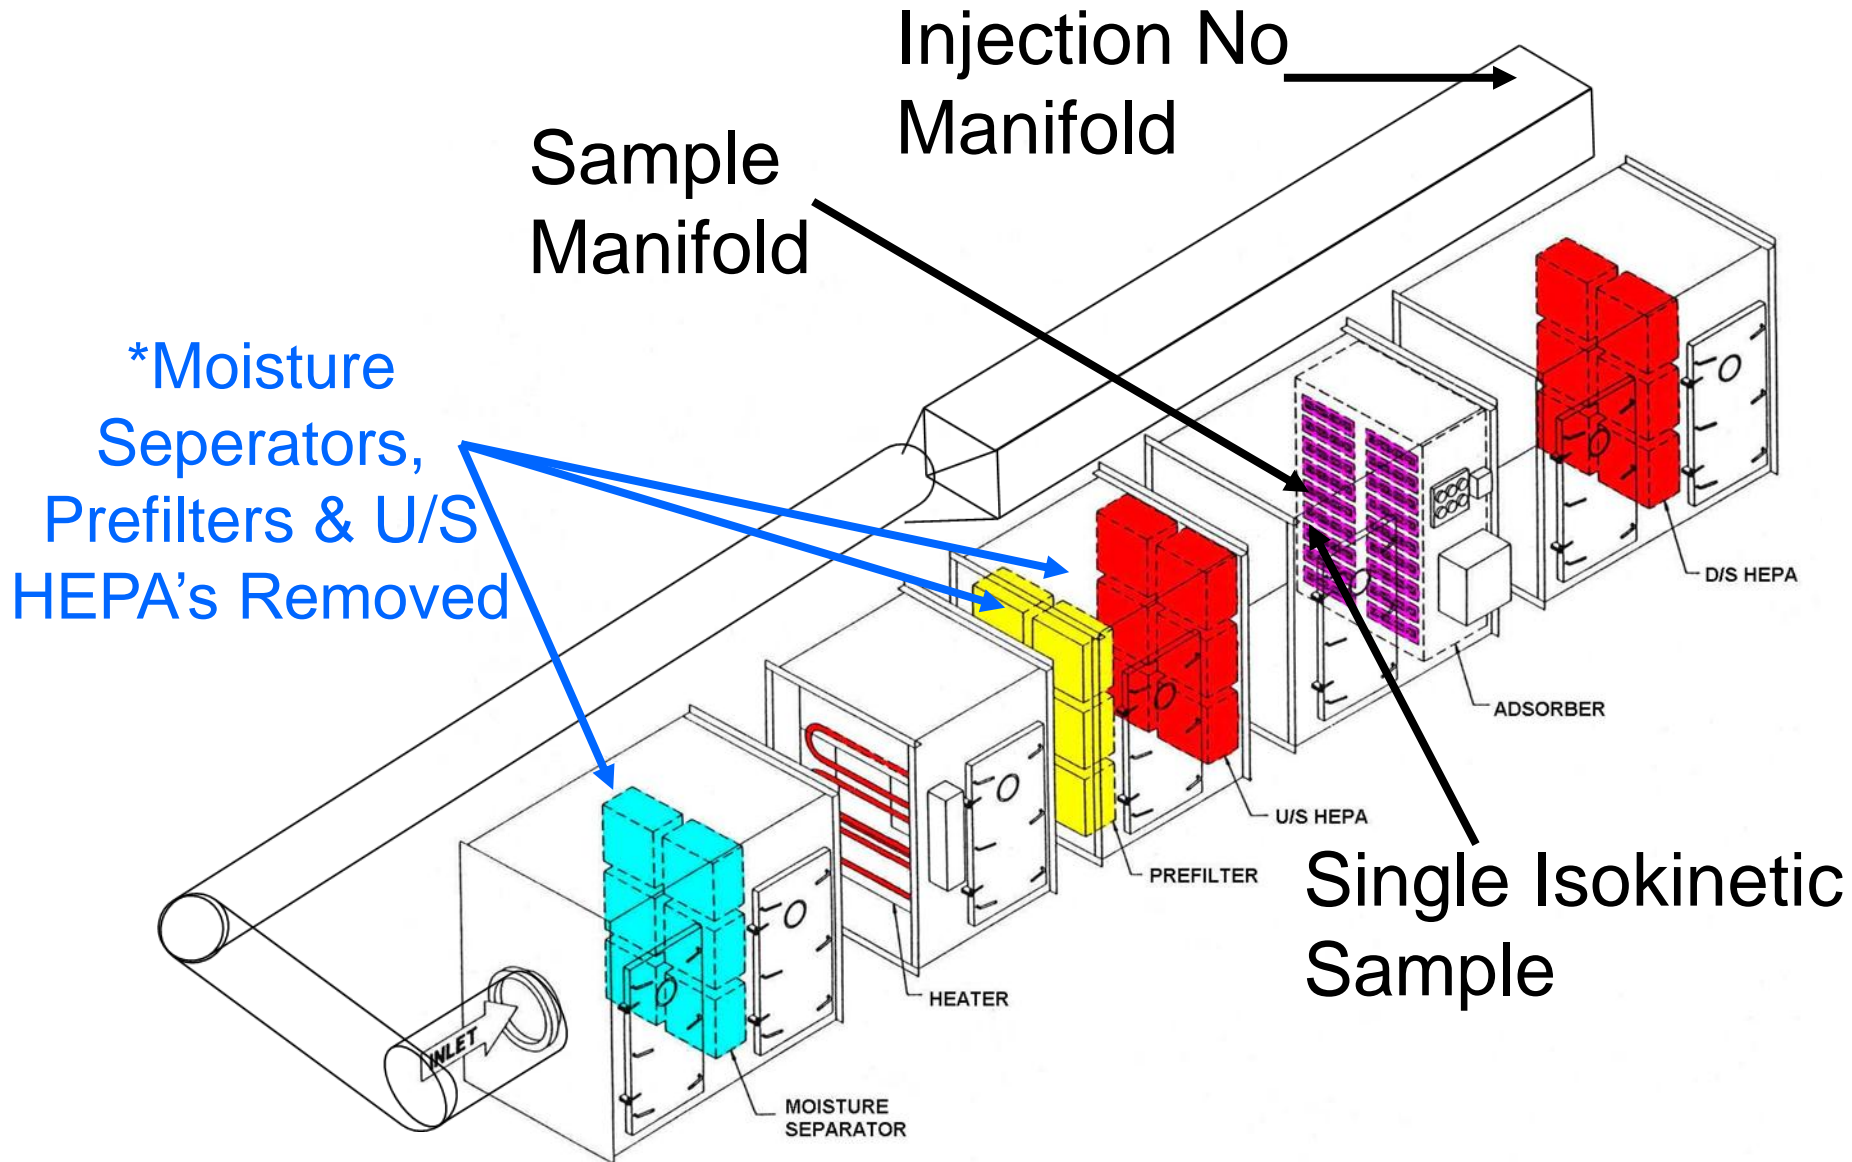 Injection No
Manifold
Sample
Manifold
*Moisture
Seperators,
Prefilters & U/S
HEPA's Removed
D/S HEPA
ADSORBER
U/S HEPA
PREFILTER
Single Isokinetic
Sample
HEATER
INLET
MOISTURE
SEPARATOR